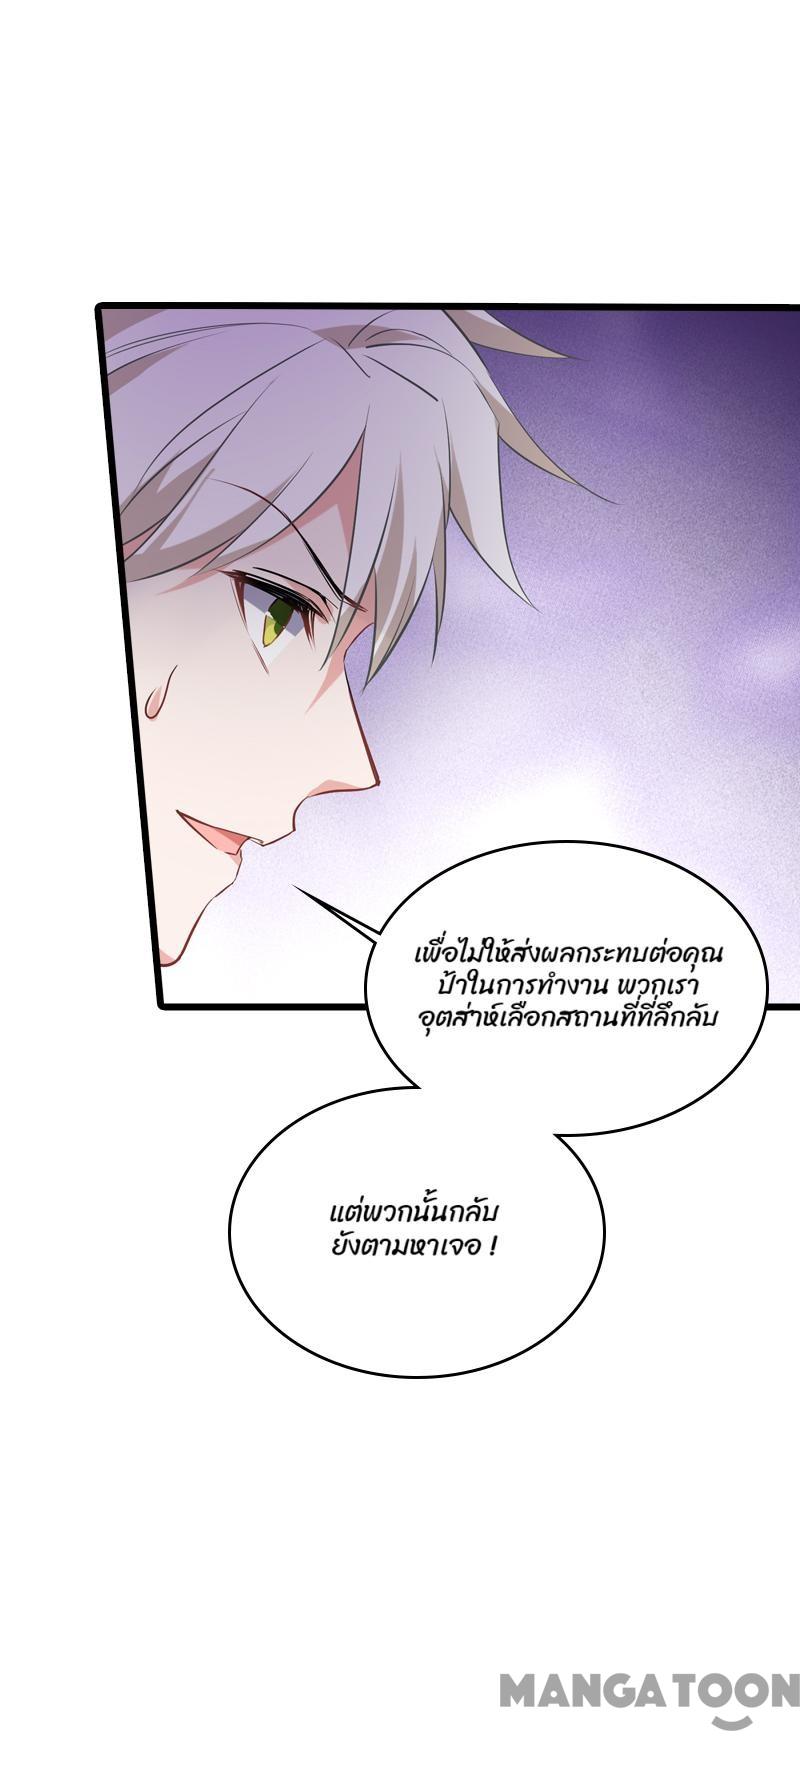 เพื่อไม่ให้ส่งผลกระทบต่อคุณ
ป้าในการทำงาน พวกเรา
อุตส่าห์เลือกสถานที่ที่ลึกลับ
แต่พวกนั้นกลับ
ยังตามหาเจอ !
MANGATOON